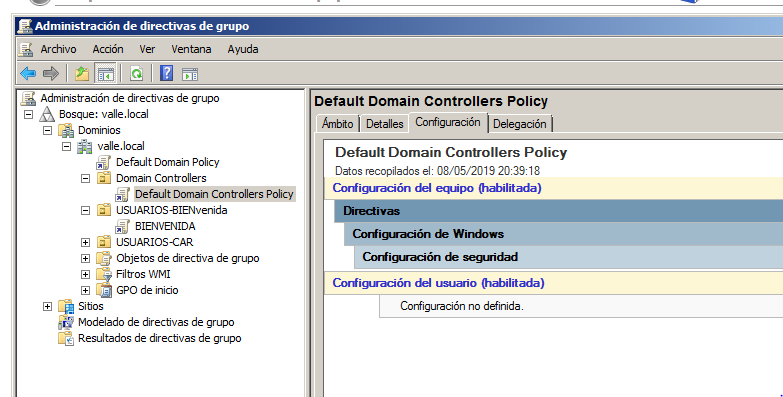 Administración de directivas de grupo
Archivo Acción Ver Ventana Ayuda
Administración de directivas de grupo
Bosque: valle.local
Dominios
valle.local
Default Domain Policy
Domain Controllers
Default Domain Controllers Policy
USUARIOS-BIENvenida
BIENVENIDA
USUARIOS-CAR
Objetos de directiva de grupo
Filtros WMI
GPO de inicio
Sitios
Modelado de directivas de grupo
Resultados de directivas de grupo
Default Domain Controllers Policy
Ámbito Detalles Configuración Delegación
Default Domain Controllers Policy
Datos recopilados el: 08/05/2019 20:39:18
Configuración del equipo (habilitada)
Directivas
Configuración de Windows
Configuración de seguridad
Configuración del usuario (habilitada)
Configuración no definida.